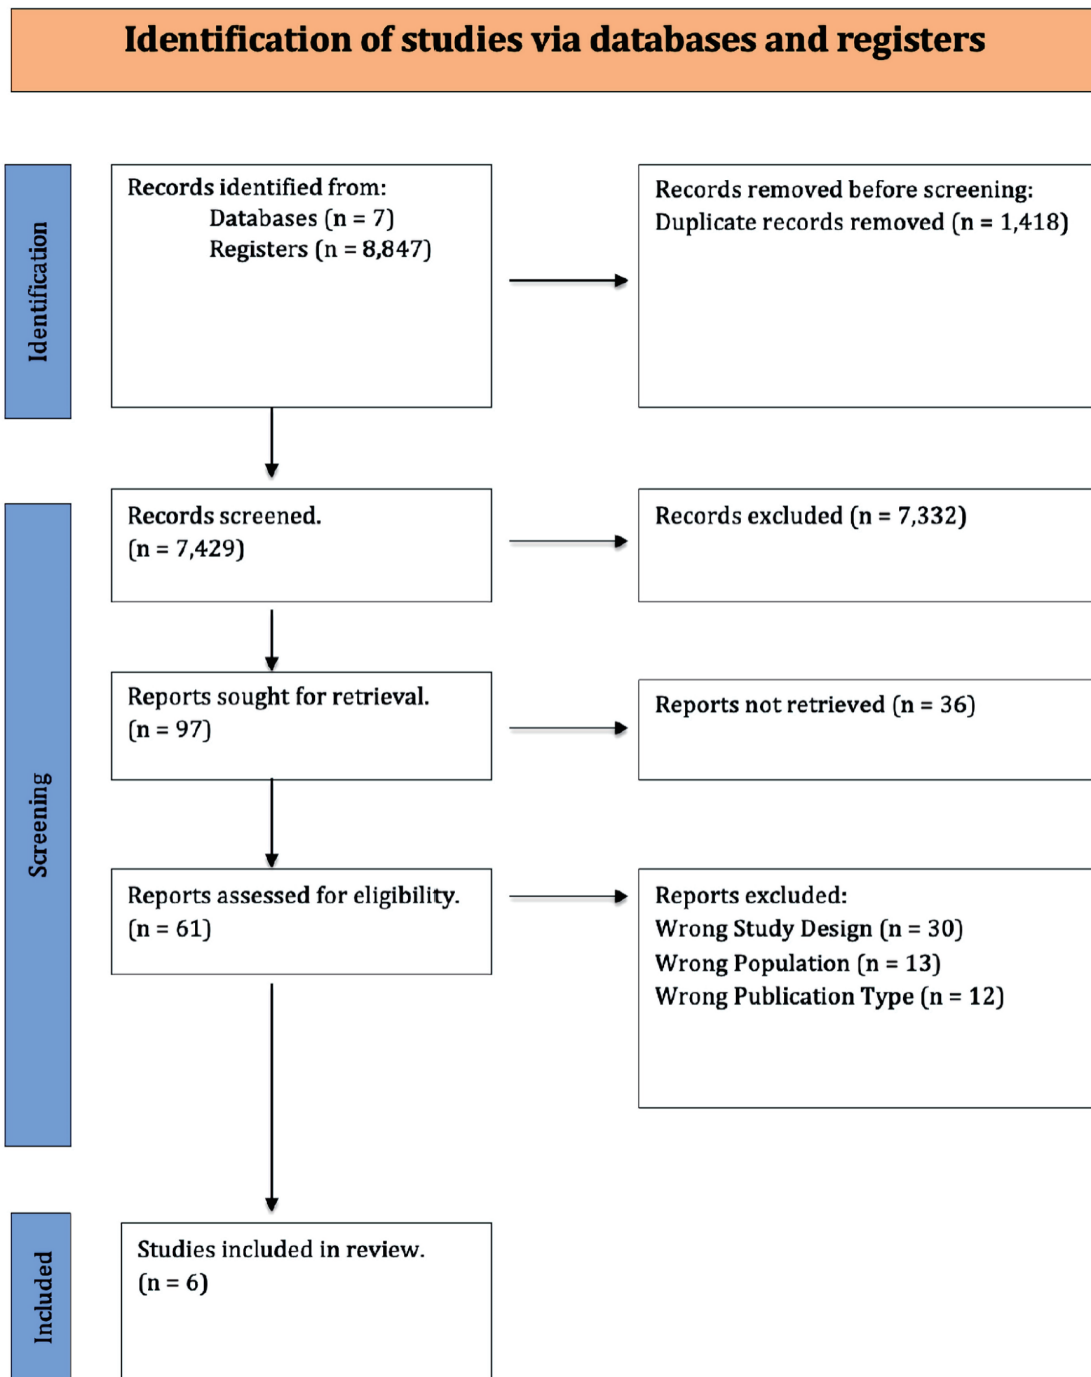 Identification of studies via databases and registers
Identification
Records identified from:
Databases (n = 7)
Registers (n = 8,847)
Records removed before screening:
Duplicate records removed (n = 1,418)
Screening
Records screened.
(n = 7,429)
Records excluded (n = 7,332)
Reports sought for retrieval.
(n = 97)
Reports not retrieved (n = 36)
Reports assessed for eligibility.
(n = 61)
Reports excluded:
Wrong Study Design (n = 30)
Wrong Population (n = 13)
Wrong Publication Type (n = 12)
Included
Studies included in review.
(n = 6)